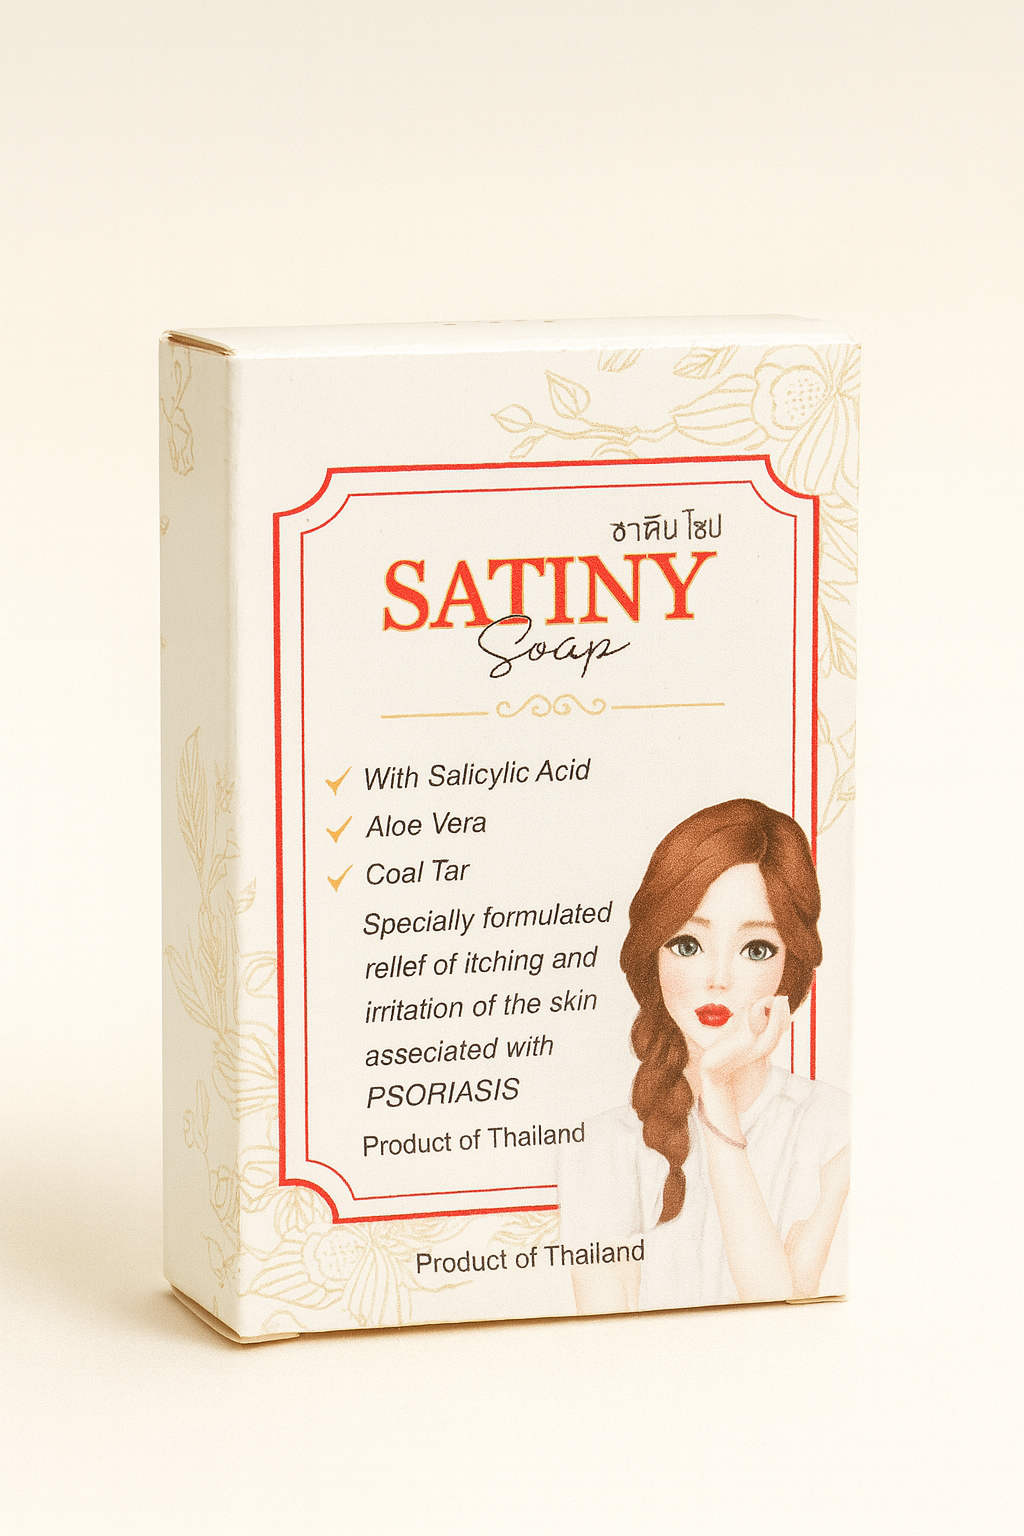 ซาคืน โซป
SATINY
Soap
With Salicylic Acid
Aloe Vera
Coal Tar
Specially formulated
rellef of itching and
irritation of the skin
asseciated with
PSORIASIS
Product of Thailand
Product of Thailand